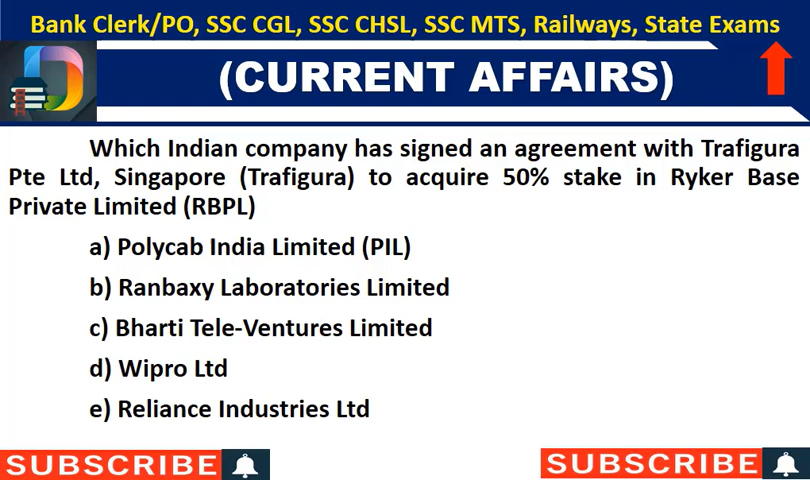 Bank Clerk/PO, SSC CGL, SSC CHSL, SSC MTS, Railways, State Exams
(CURRENT AFFAIRS)
Which Indian company has signed an agreement with Trafigura
Pte Ltd, Singapore (Trafigura) to acquire 50% stake in Ryker Base
Private Limited (RBPL)
a) Polycab India Limited (PIL)
b) Ranbaxy Laboratories Limited
c) Bharti Tele-Ventures Limited
d) Wipro Ltd
e) Reliance Industries Ltd
SUBSCRIBE SUBSCRIBE